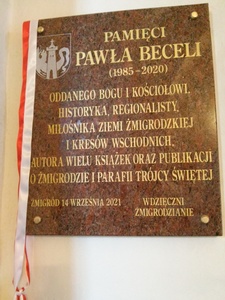 PAMIĘCI
PAWŁA BECELI
(1985-2020)
ODDANEGO BOGU I KOŚCIOŁOWI,
HISTORYKA, REGIONALISTY,
MIŁOŚNIKA ZIEMI ŻMIGRODZKIEJ
I KRESÓW WSCHODNICH,
AUTORA WIELU KSIĄŻEK ORAZ PUBLIKACJI
O ŻMIGRODZIE I PARAFII TRÓJCY ŚWIĘTEJ
ŻMIGRÓD 14 WRZEŚNIA 2021
WDZIĘCZNI
ŻMIGRODZIANIE